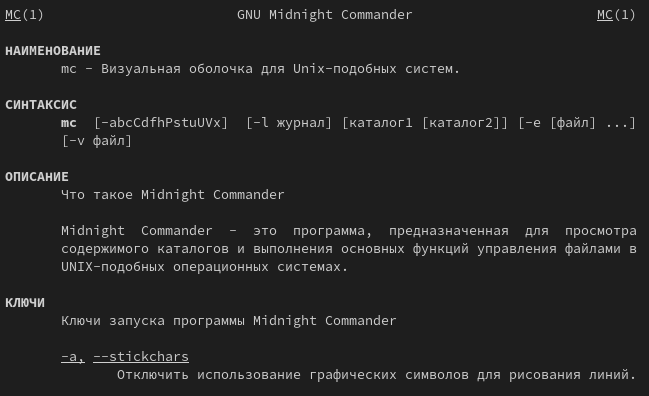 MC(1) GNU Midnight Commander MC(1)
НАИМЕНОВАНИЕ
mc - Визуальная оболочка для Unix-подобных систем.
СИНТАКСИС
mc [-abcCdfhPstuUVx] [-l журнал] [каталог1 [каталог2]] [-e [файл] ...]
[-v файл]
ОПИСАНИЕ
Что такое Midnight Commander
Midnight Commander - это программа, предназначенная для просмотра
содержимого каталогов и выполнения основных функций управления файлами в
UNIX-подобных операционных системах.
КЛЮЧИ
Ключи запуска программы Midnight Commander
-a, --stickchars
Отключить использование графических символов для рисования линий.